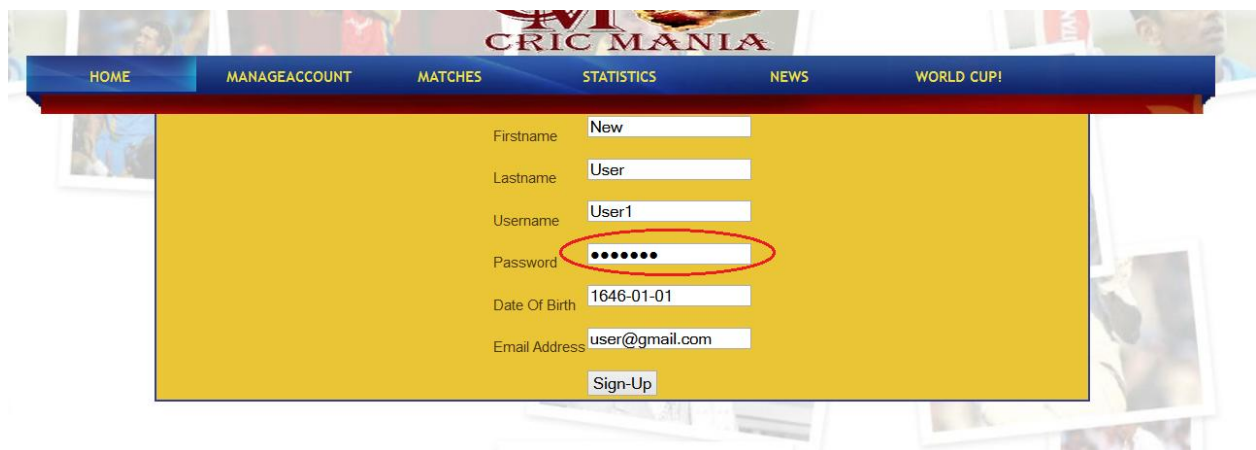 CRIC MANIA
HOME MANAGEACCOUNT MATCHES STATISTICS NEWS WORLD CUP!
Firstname New
Lastname User
Username User1
Password •••••••
Date Of Birth 1646-01-01
Email Address user@gmail.com
Sign-Up